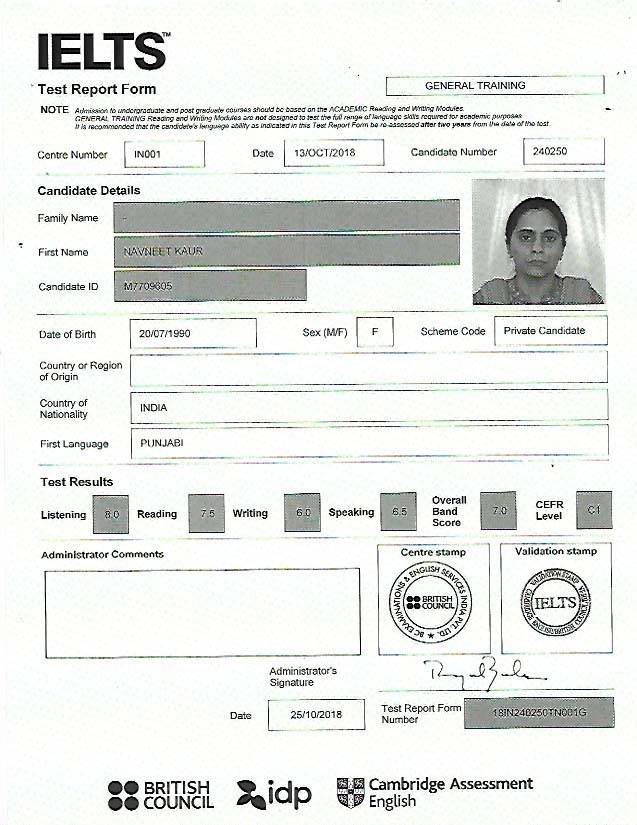 IELTS™
Test Report Form
GENERAL TRAINING
NOTE Admission to undergraduate and post graduate courses should be based on the ACADEMIC Reading and Writing Modules.
GENERAL TRAINING Reading and Writing Modules are not designed to test the full range of language skills required for academic purposes.
It is recommended that the candidate's language ability as indicated in this Test Report Form be re-assessed after two years from the date of the test.
Centre Number IN001 Date 13/OCT/2018 Candidate Number 240250
Candidate Details
Family Name -
First Name NAVNEET KAUR
Candidate ID M7709605
Date of Birth 20/07/1990 Sex (M/F) F Scheme Code Private Candidate
Country or Region
of Origin
Country of
Nationality INDIA
First Language PUNJABI
Test Results
Listening 8.0 Reading 7.5 Writing 6.0 Speaking 6.5 Overall Band Score 7.0 CEFR Level C1
Administrator Comments
Centre stamp
BC EXAMINATIONS & ENGLISH SERVICES INDIA PVT. LTD.
BRITISH
COUNCIL
Validation stamp
VALIDATION STAMP
IELTS
Administrator's
Signature
Date 25/10/2018
Test Report Form
Number 18IN240250TN001G
BRITISH
COUNCIL
idp
Cambridge Assessment
English